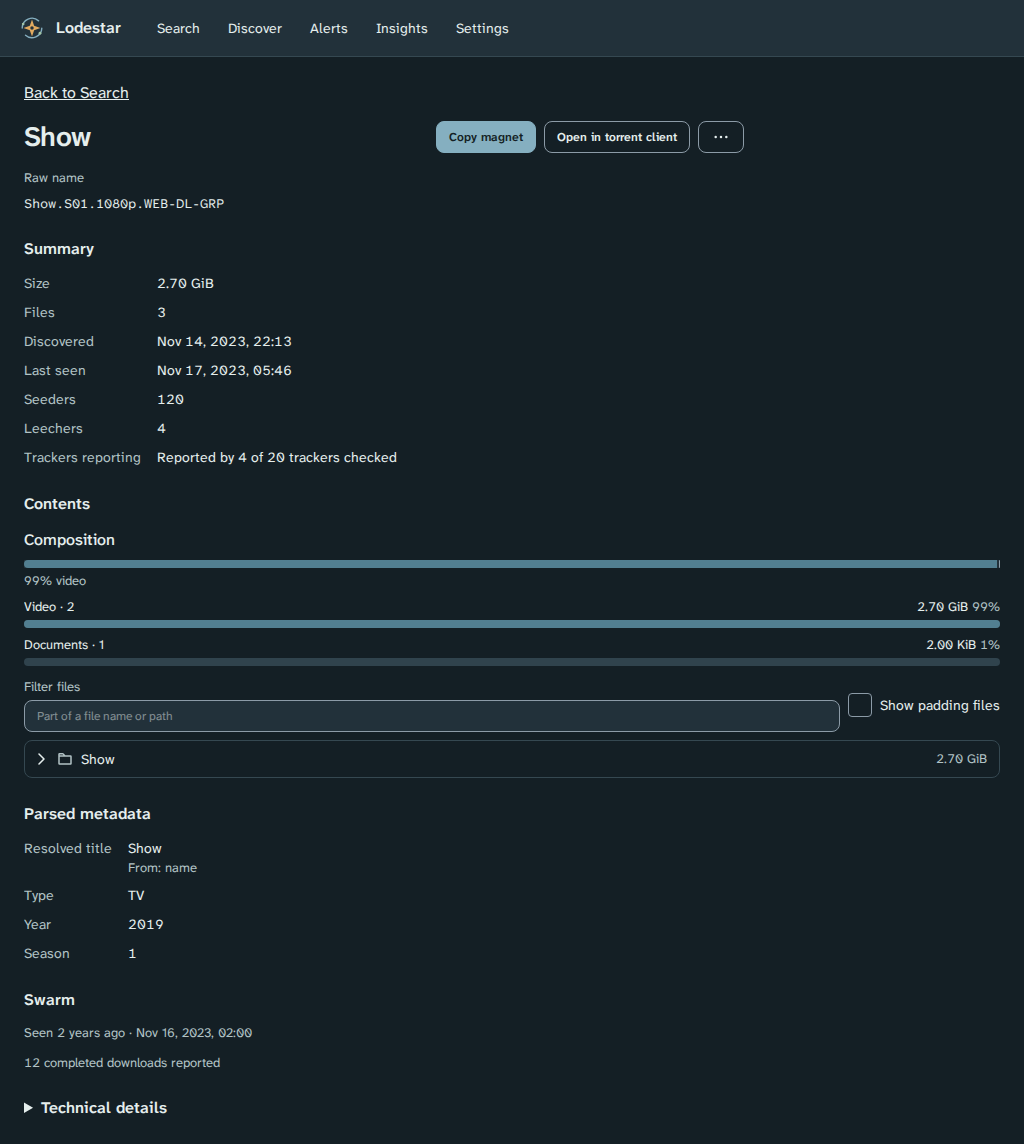 Lodestar Search Discover Alerts Insights Settings
Back to Search
Show Copy magnet Open in torrent client ...
Raw name
Show.S01.1080p.WEB-DL-GRP
Summary
Size 2.70 GiB
Files 3
Discovered Nov 14, 2023, 22:13
Last seen Nov 17, 2023, 05:46
Seeders 120
Leechers 4
Trackers reporting Reported by 4 of 20 trackers checked
Contents
Composition
99% video
Video · 2 2.70 GiB 99%
Documents · 1 2.00 KiB 1%
Filter files
Part of a file name or path Show padding files
Show 2.70 GiB
Parsed metadata
Resolved title Show
From: name
Type TV
Year 2019
Season 1
Swarm
Seen 2 years ago · Nov 16, 2023, 02:00
12 completed downloads reported
Technical details